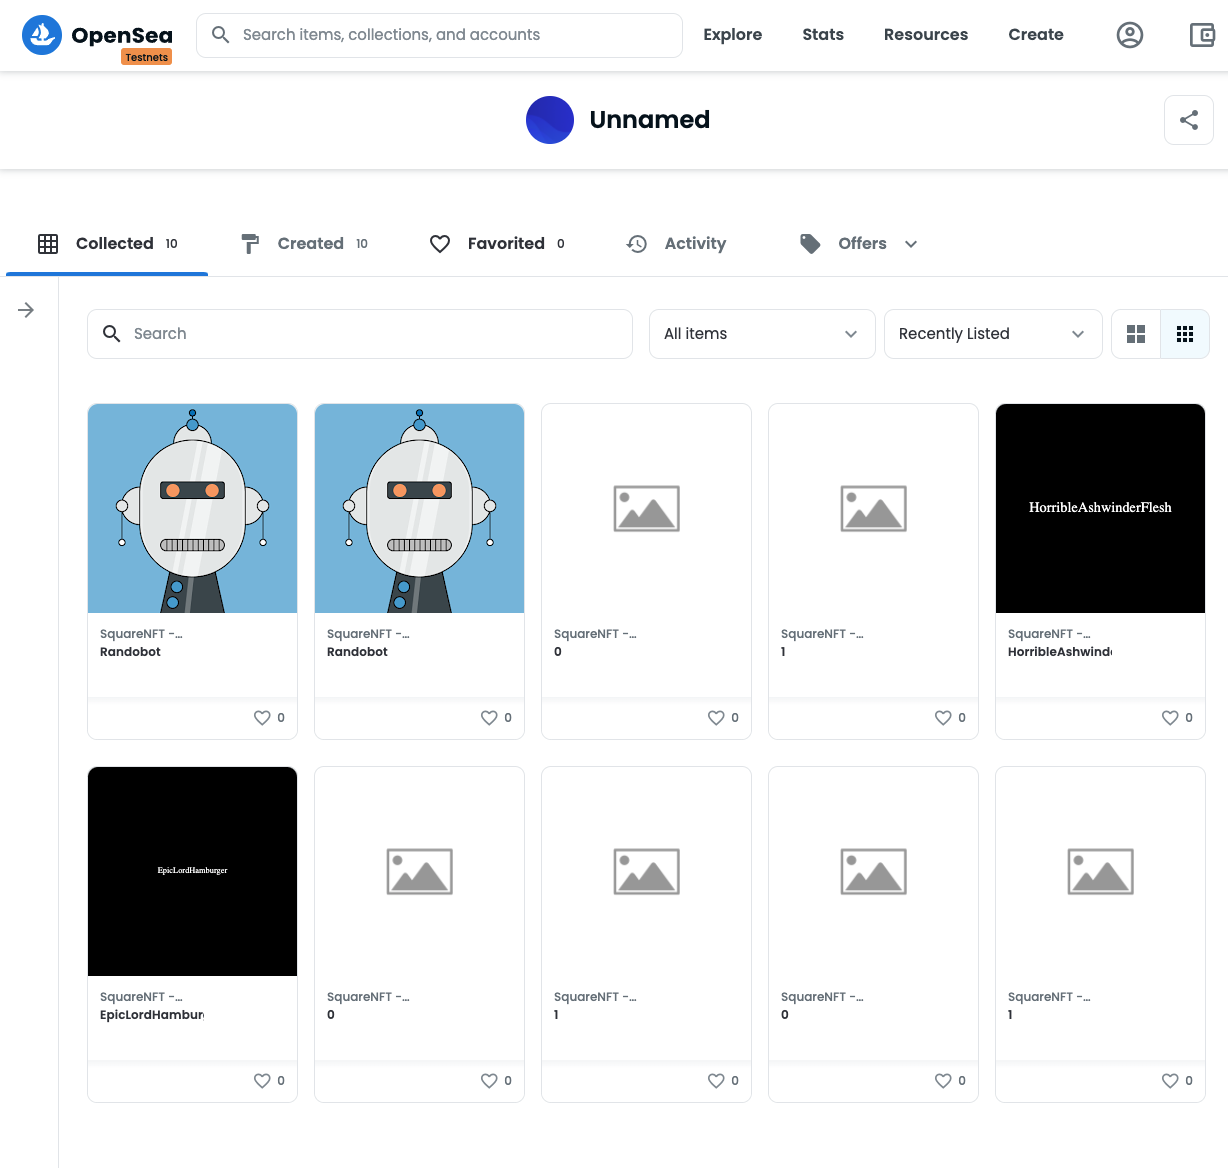 OpenSea
Testnets
Search items, collections, and accounts
Explore
Stats
Resources
Create
Unnamed
Collected 10
Created 10
Favorited 0
Activity
Offers
Search
All items
Recently Listed
HorribleAshwinderFlesh
SquareNFT -...
Randobot
0
SquareNFT -...
Randobot
0
SquareNFT -...
0
0
SquareNFT -...
1
0
SquareNFT -...
HorribleAshwind
0
EpicLordHamburger
SquareNFT -...
EpicLordHambur
0
SquareNFT -...
0
0
SquareNFT -...
1
0
SquareNFT -...
0
0
SquareNFT -...
1
0